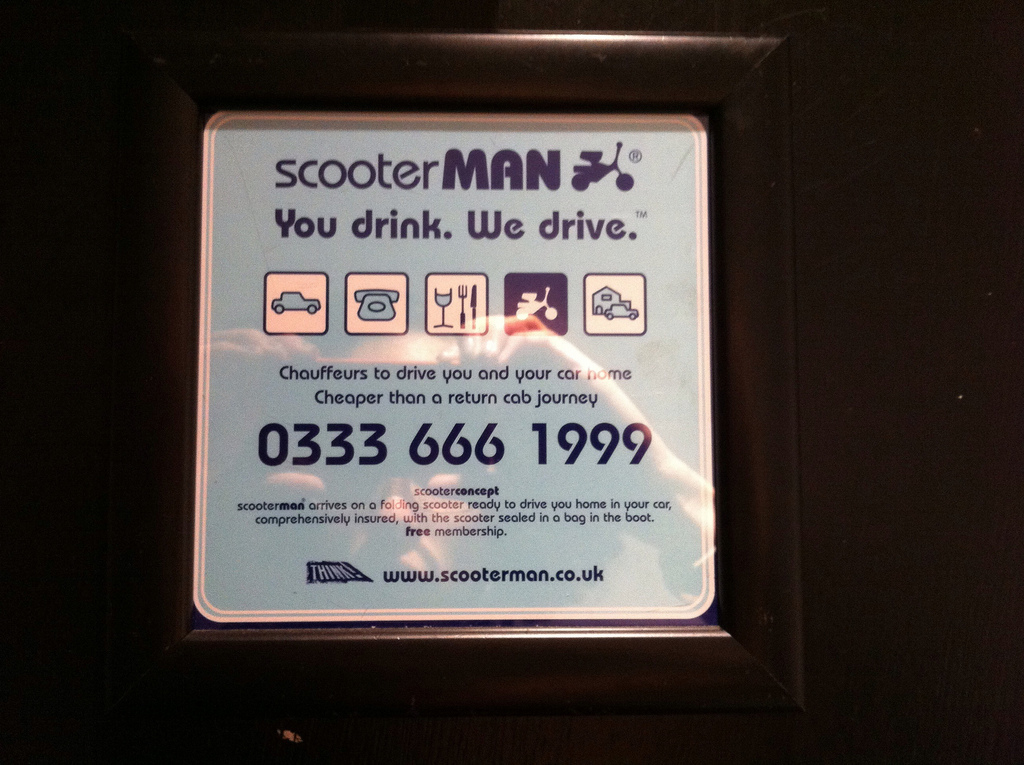 scooterMAN ®
You drink. We drive.™
Chauffeurs to drive you and your car home
Cheaper than a return cab journey
0333 666 1999
scooterconcept
scooterman® arrives on a folding scooter ready to drive you home in your car,
comprehensively insured, with the scooter sealed in a bag in the boot.
free membership.
THINK! www.scooterman.co.uk